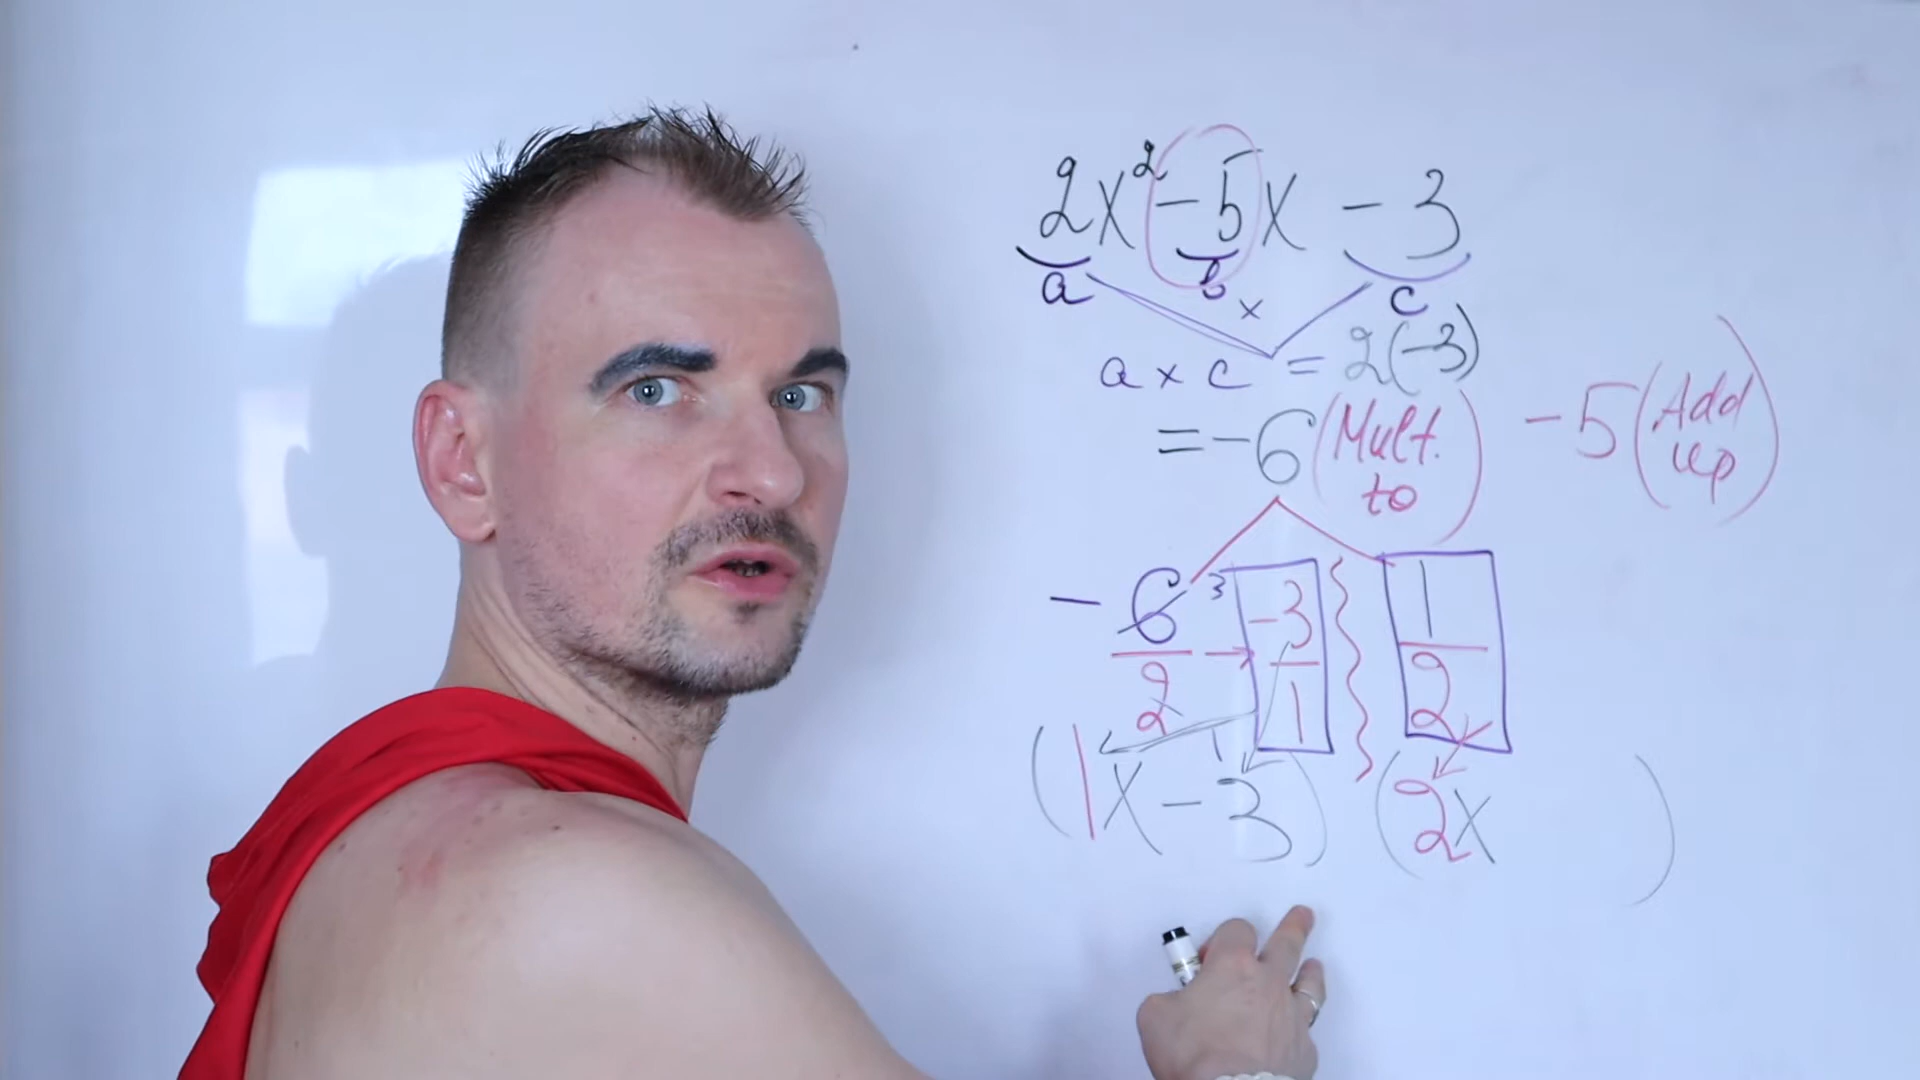 2x² -5x - 3
a b x c
a x c = 2(-3)
= -6 (Mult. to) -5 (Add up)
- 6 3 -3 1
2 1 2
(1x - 3) (2x )